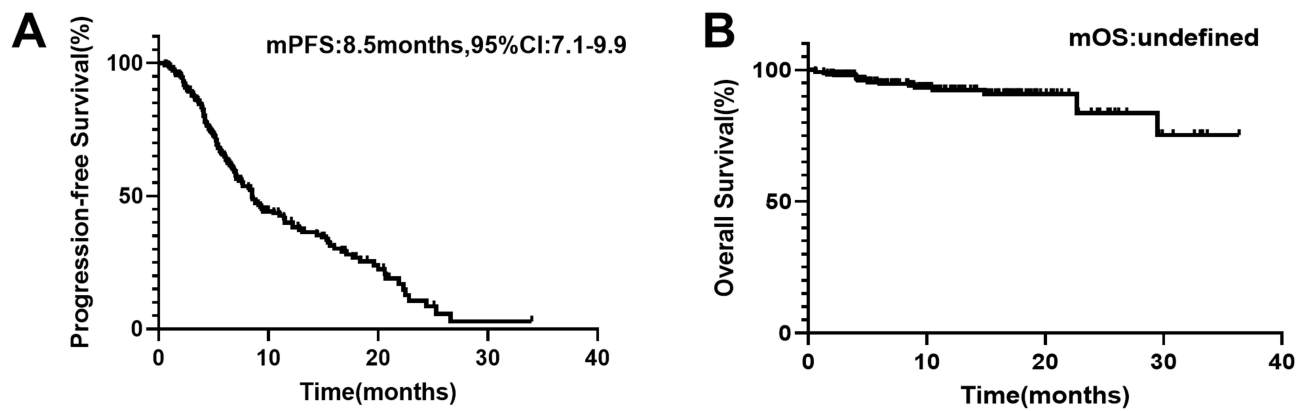 A
mPFS:8.5months,95%CI:7.1-9.9
Progression-free Survival(%)
100
50
0
0 10 20 30 40
Time(months)
B
mOS:undefined
Overall Survival(%)
100
50
0
0 10 20 30 40
Time(months)